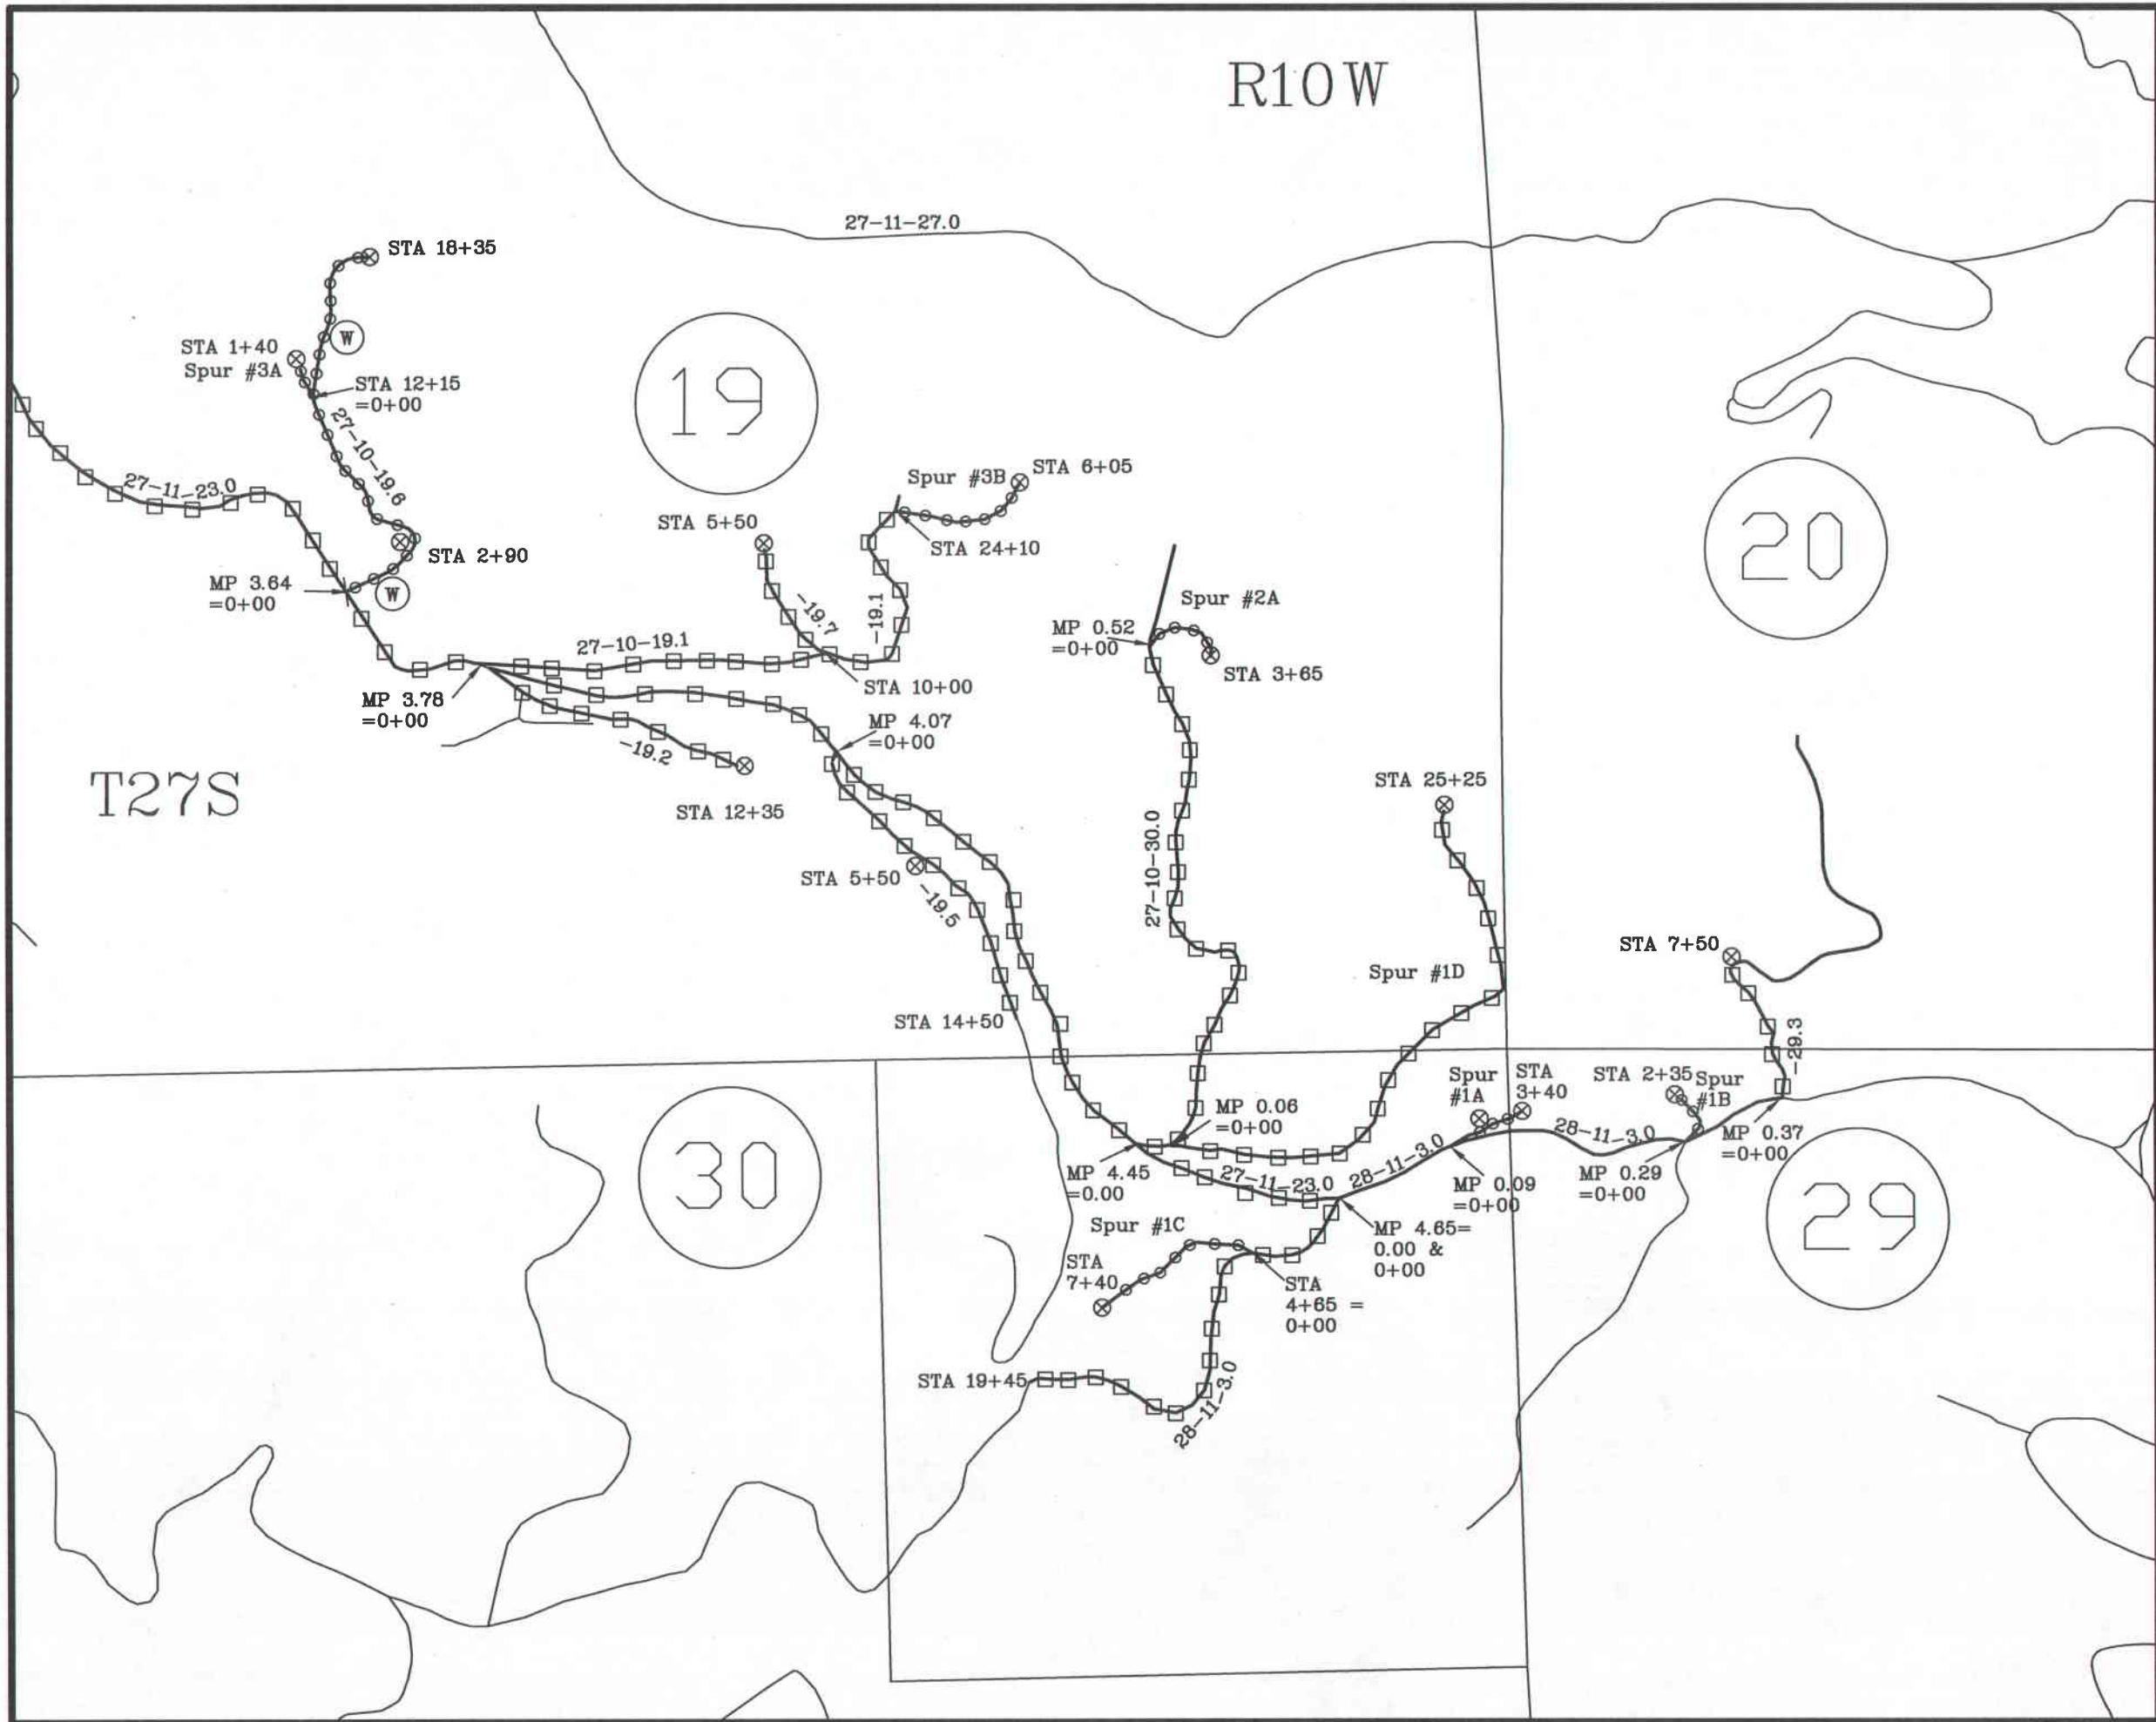 R10W
27-11-27.0
STA 18+35
W
STA 1+40
Spur #3A
STA 12+15
=0+00
19
27-10-19.6
27-11-23.0
Spur #3B
STA 6+05
STA 5+50
STA 24+10
20
STA 2+90
MP 3.64
=0+00
W
-19.7
-19.1
Spur #2A
27-10-19.1
MP 0.52
=0+00
STA 3+65
STA 10+00
MP 3.78
=0+00
MP 4.07
=0+00
-19.2
T27S
STA 12+35
STA 25+25
27-10-30.0
STA 5+50
-19.5
STA 7+50
Spur #1D
STA 14+50
-29.3
Spur
#1A
STA
3+40
STA 2+35
Spur
#1B
MP 0.06
=0+00
28-11-3.0
MP 0.37
=0+00
30
MP 4.45
=0.00
27-11-23.0
28-11-3.0
MP 0.09
=0+00
MP 0.29
=0+00
29
Spur #1C
MP 4.65=
0.00 &
0+00
STA
7+40
STA
4+65 =
0+00
STA 19+45
28-11-3.0